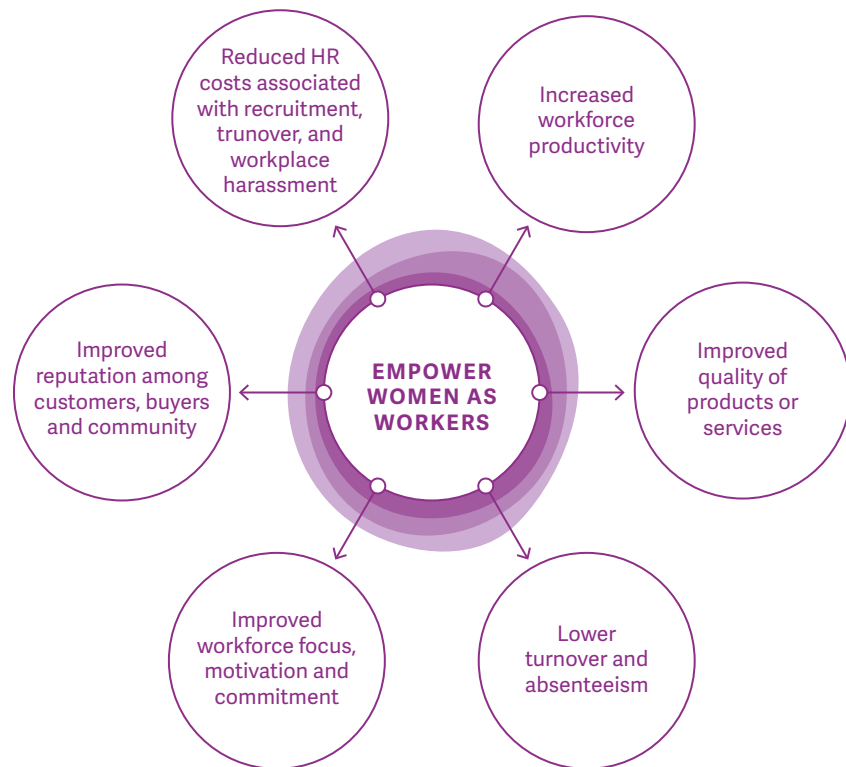 Reduced HR
costs associated
with recruitment,
trunover, and
workplace
harassment
Increased
workforce
productivity
Improved
reputation among
customers, buyers
and community
EMPOWER
WOMEN AS
WORKERS
Improved
quality of
products or
services
Improved
workforce focus,
motivation and
commitment
Lower
turnover and
absenteeism